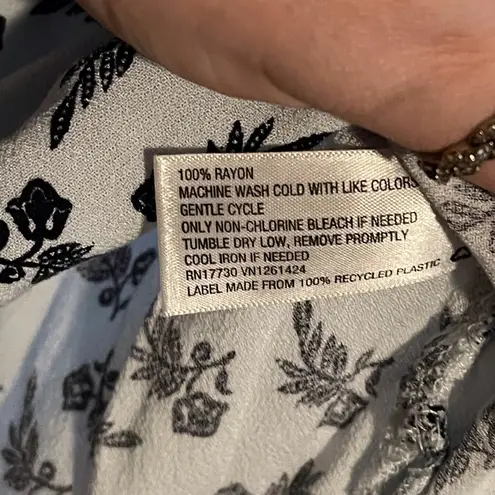 100% RAYON
MACHINE WASH COLD WITH LIKE COLORS
GENTLE CYCLE
ONLY NON-CHLORINE BLEACH IF NEEDED
TUMBLE DRY LOW, REMOVE PROMPTLY
COOL IRON IF NEEDED
RN17730 VN1261424
LABEL MADE FROM 100% RECYCLED PLASTIC